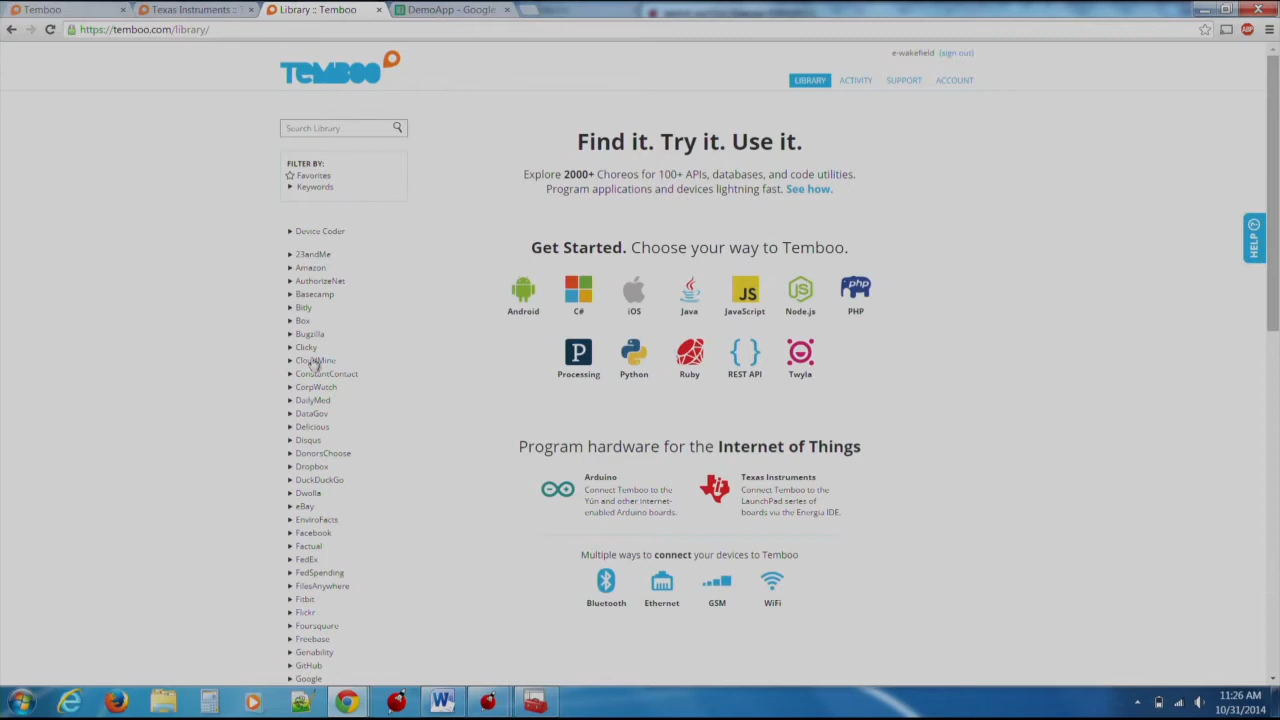 Temboo
Texas Instruments :: T
Library :: Temboo
DemoApp - Google
https://temboo.com/library/
TEMBOO
e-wakefield (sign out)
LIBRARY ACTIVITY SUPPORT ACCOUNT
Search Library
FILTER BY:
Favorites
Keywords
Device Coder
23andMe
Amazon
AuthorizeNet
Basecamp
Bitly
Box
Bugzilla
Clicky
CloudMine
ConstantContact
CorpWatch
DailyMed
DataGov
Delicious
Disqus
DonorsChoose
Dropbox
DuckDuckGo
Dwolla
eBay
EnviroFacts
Facebook
Factual
FedEx
FedSpending
FilesAnywhere
Fitbit
Flickr
Foursquare
Freebase
Genability
GitHub
Google
Find it. Try it. Use it.
Explore 2000+ Choreos for 100+ APIs, databases, and code utilities.
Program applications and devices lightning fast. See how.
Get Started. Choose your way to Temboo.
JS
php
Android C# iOS Java JavaScript Node.js PHP
P
{ }
Processing Python Ruby REST API Twyla
Program hardware for the Internet of Things
Arduino
Connect Temboo to the
Yún and other Internet-
enabled Arduino boards.
Texas Instruments
Connect Temboo to the
LaunchPad series of
boards via the Energia IDE.
Multiple ways to connect your devices to Temboo
Bluetooth Ethernet GSM WiFi
HELP ?
11:26 AM
10/31/2014